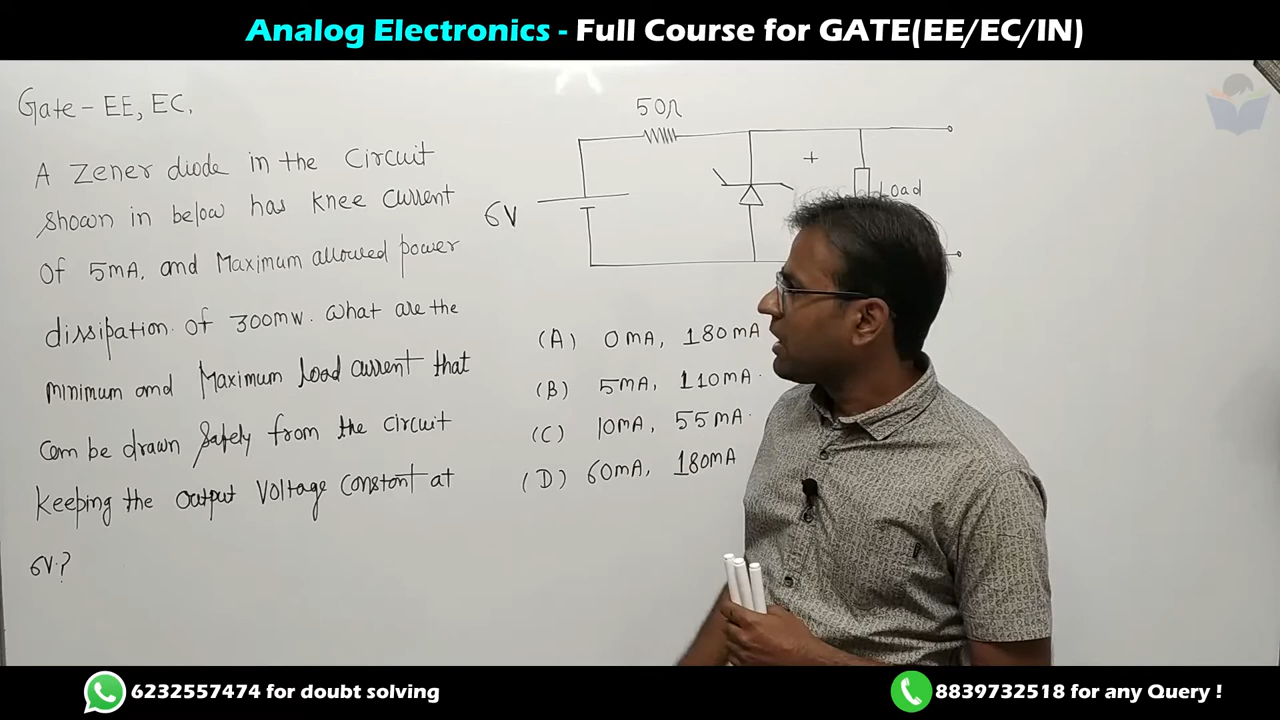 Analog Electronics - Full Course for GATE(EE/EC/IN)
Gate - EE, EC.
A Zener diode in the Circuit
shown in below has knee current
Of 5mA. and Maximum allowed power
dissipation. of 300mw. What are the
minimum and Maximum load current that
can be drawn Safely from the circuit
keeping the output Voltage constant at
6V.?
50Ω
6V
+
Load
(A) 0mA, 180mA
(B) 5mA, 110mA.
(C) 10mA, 55mA.
(D) 60mA, 180mA
6232557474 for doubt solving
8839732518 for any Query !